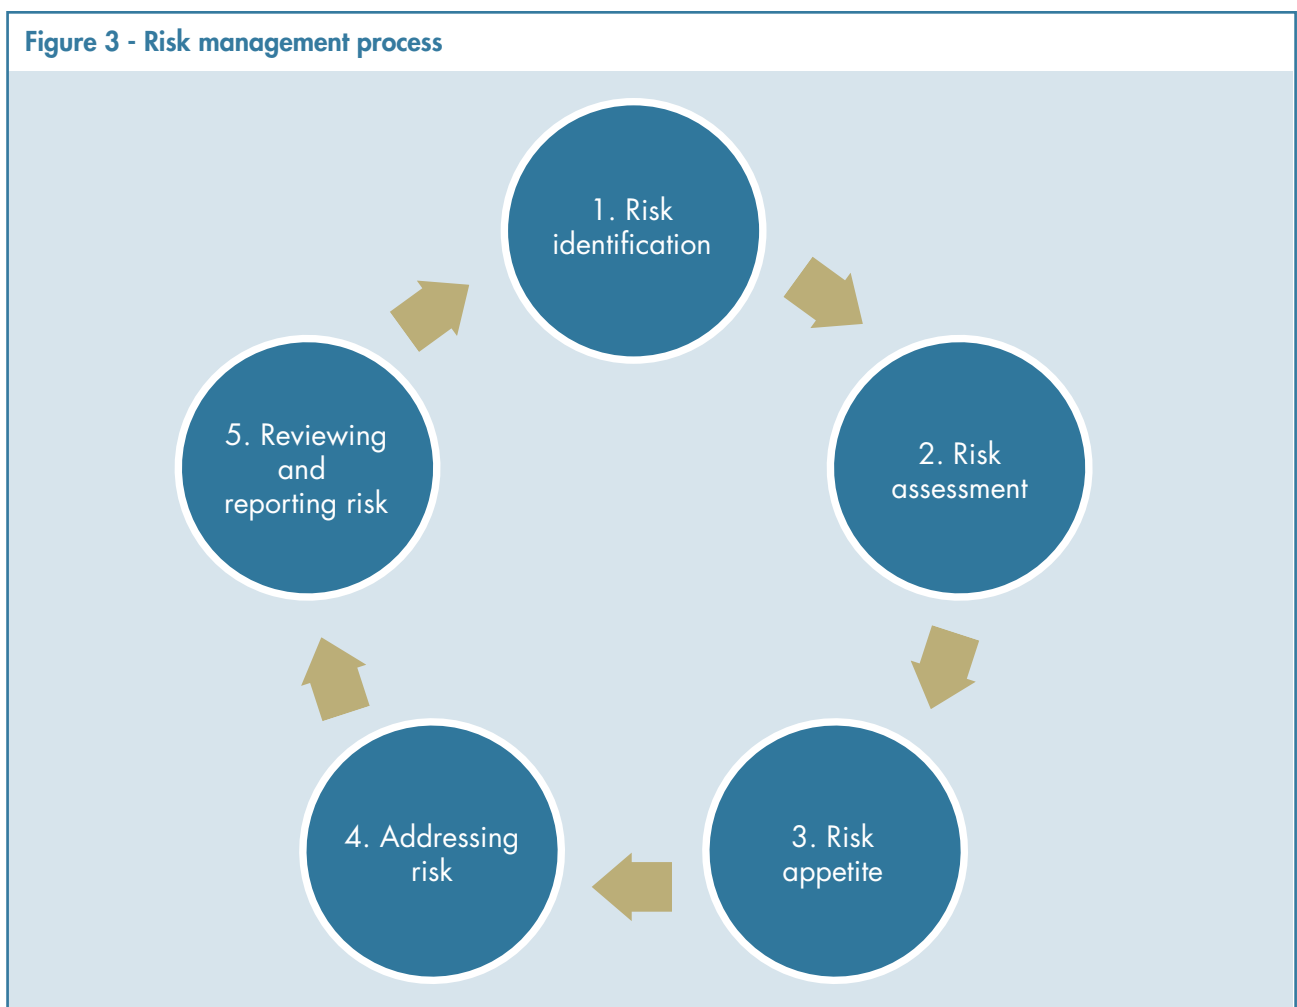 Figure 3 - Risk management process
1. Risk
identification
2. Risk
assessment
3. Risk
appetite
4. Addressing
risk
5. Reviewing
and
reporting risk